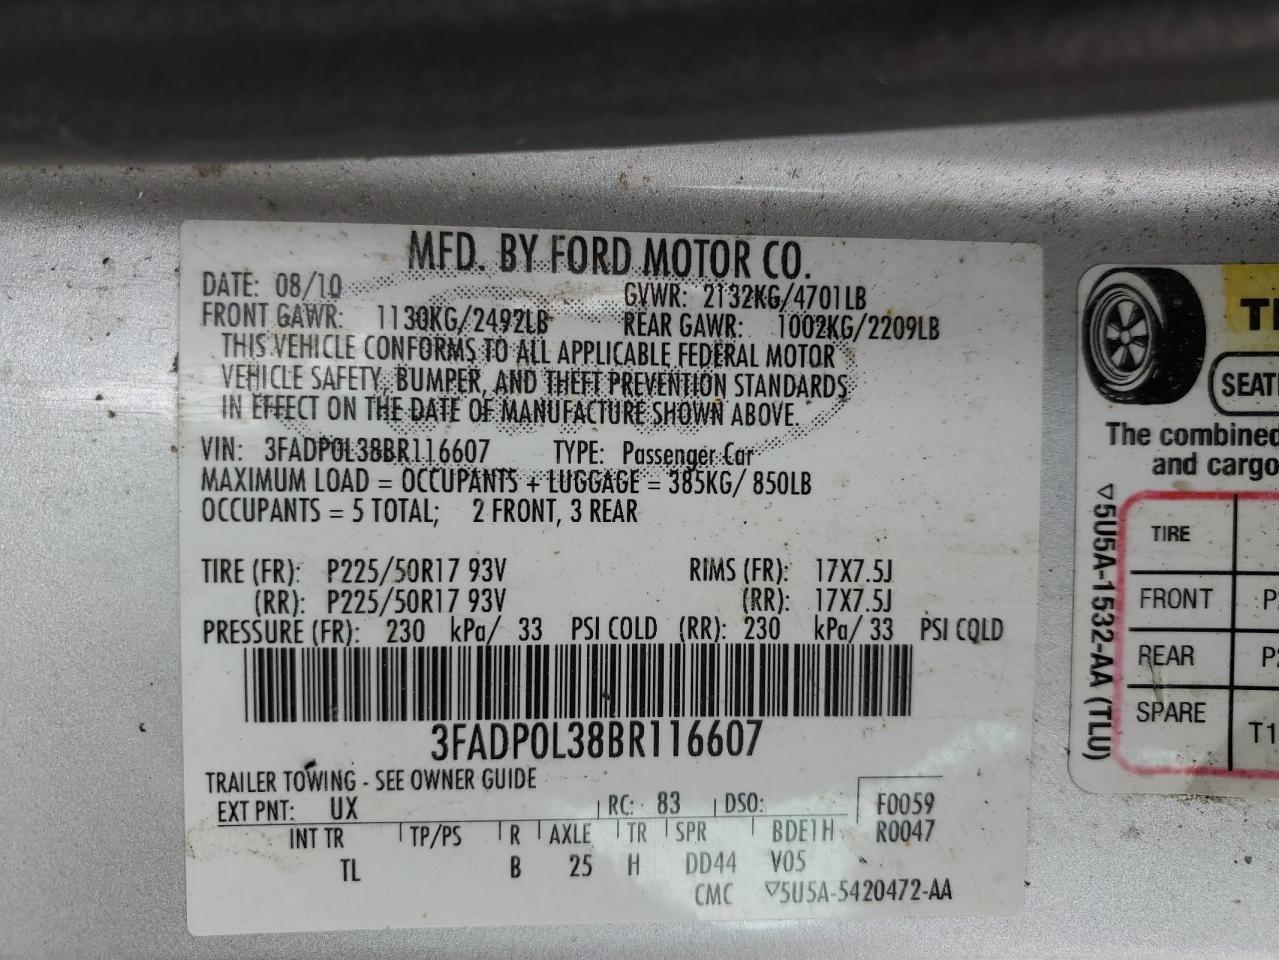 MFD. BY FORD MOTOR CO.
DATE: 08/10 GVWR: 2132KG/4701LB
FRONT GAWR: 1130KG/2492LB REAR GAWR: 1002KG/2209LB
THIS VEHICLE CONFORMS TO ALL APPLICABLE FEDERAL MOTOR
VEHICLE SAFETY, BUMPER, AND THEFT PREVENTION STANDARDS
IN EFFECT ON THE DATE OF MANUFACTURE SHOWN ABOVE.
VIN: 3FADP0L38BR116607 TYPE: Passenger Car
MAXIMUM LOAD = OCCUPANTS + LUGGAGE = 385KG/ 850LB
OCCUPANTS = 5 TOTAL; 2 FRONT, 3 REAR
TIRE (FR): P225/50R17 93V RIMS (FR): 17X7.5J
(RR): P225/50R17 93V (RR): 17X7.5J
PRESSURE (FR): 230 kPa/ 33 PSI COLD (RR): 230 kPa/ 33 PSI COLD
3FADP0L38BR116607
TRAILER TOWING - SEE OWNER GUIDE
EXT PNT: UX RC: 83 DSO: F0059
INT TR TP/PS R AXLE TR SPR BDE1H R0047
TL B 25 H DD44 V05
CMC ▽5U5A-5420472-AA
The combined
and cargo
▽5U5A-1532-AA (TLU)
TIRE
FRONT
REAR
SPARE